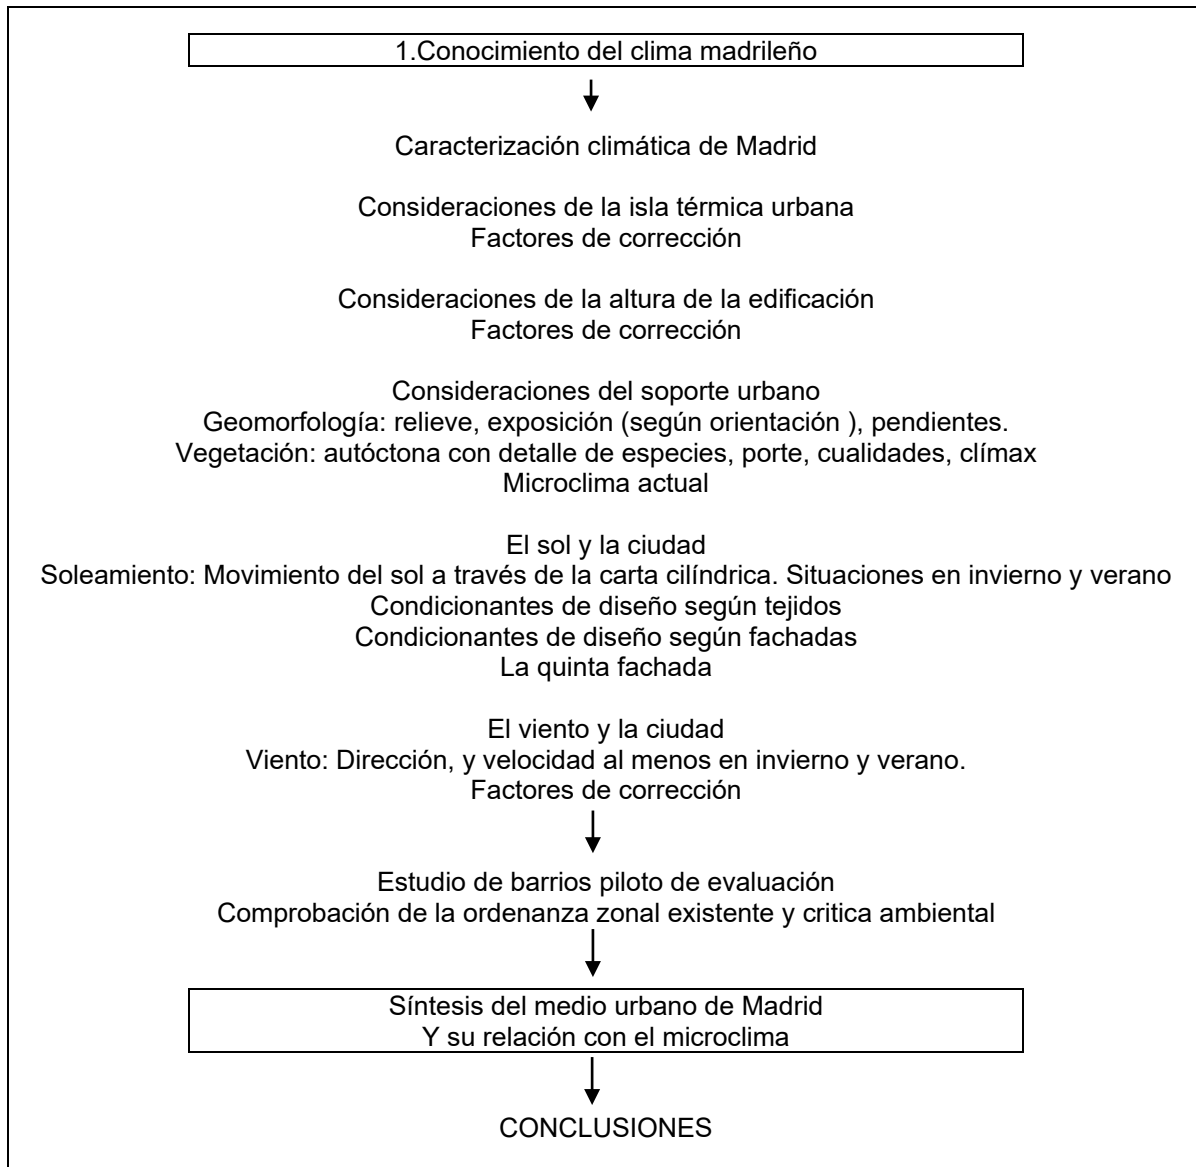 1.Conocimiento del clima madrileño
Caracterización climática de Madrid
Consideraciones de la isla térmica urbana
Factores de corrección
Consideraciones de la altura de la edificación
Factores de corrección
Consideraciones del soporte urbano
Geomorfología: relieve, exposición (según orientación ), pendientes.
Vegetación: autóctona con detalle de especies, porte, cualidades, clímax
Microclima actual
El sol y la ciudad
Soleamiento: Movimiento del sol a través de la carta cilíndrica. Situaciones en invierno y verano
Condicionantes de diseño según tejidos
Condicionantes de diseño según fachadas
La quinta fachada
El viento y la ciudad
Viento: Dirección, y velocidad al menos en invierno y verano.
Factores de corrección
Estudio de barrios piloto de evaluación
Comprobación de la ordenanza zonal existente y critica ambiental
Síntesis del medio urbano de Madrid
Y su relación con el microclima
CONCLUSIONES